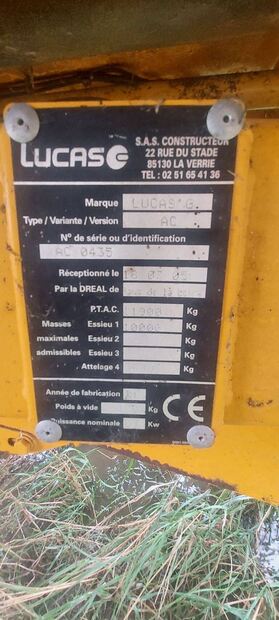 LUCAS G
S.A.S. CONSTRUCTEUR
22 RUE DU STADE
85130 LA VERRIE
TEL : 02 51 65 41 36
Marque LUCAS G.
Type / Variante / Version AC
N° de série ou d'identification
AC 0435
Réceptionné le 16 07 05
Par la DREAL de
P.T.A.C. Kg
Masses Essieu 1 Kg
maximales Essieu 2 Kg
admissibles Essieu 3 Kg
Attelage 4 Kg
Année de fabrication
Poids à vide Kg
Puissance nominale Kw
CE